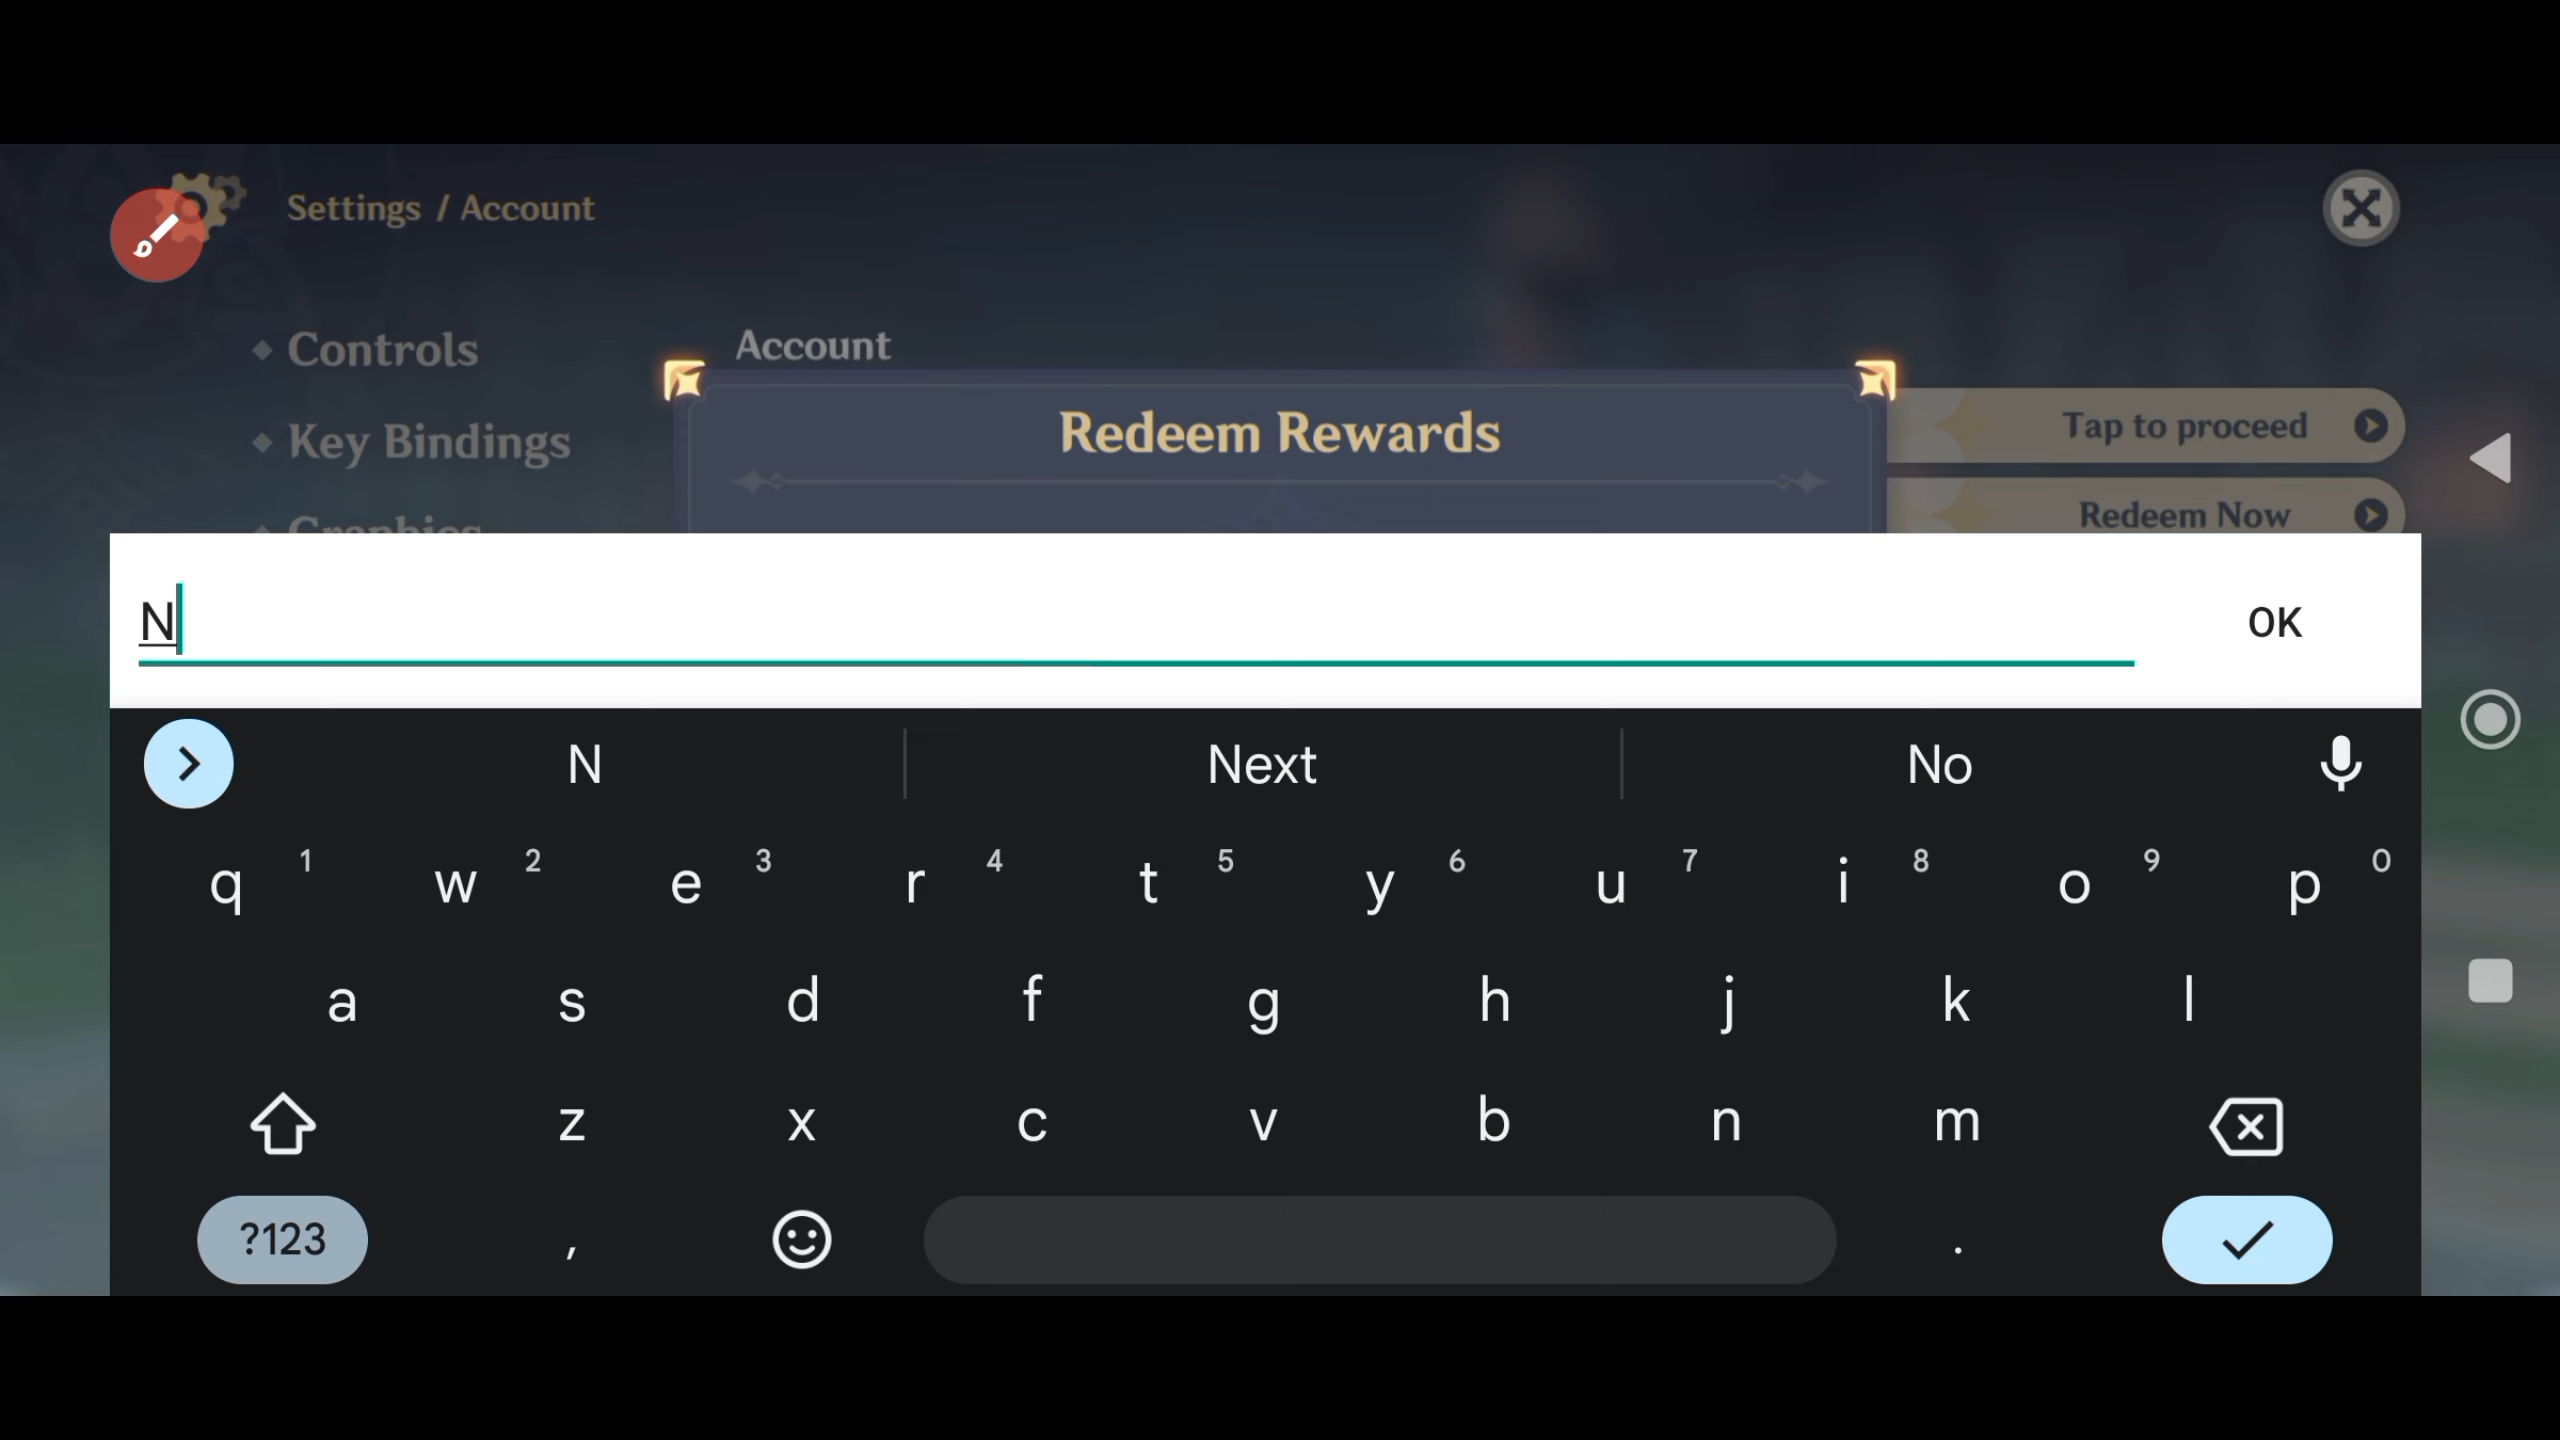 Settings / Account
Controls
Account
Key Bindings
Redeem Rewards
Tap to proceed
Graphics
Redeem Now
N
OK
N
Next
No
q 1 w 2 e 3 r 4 t 5 y 6 u 7 i 8 o 9 p 0
a s d f g h j k l
z x c v b n m
?123 , .